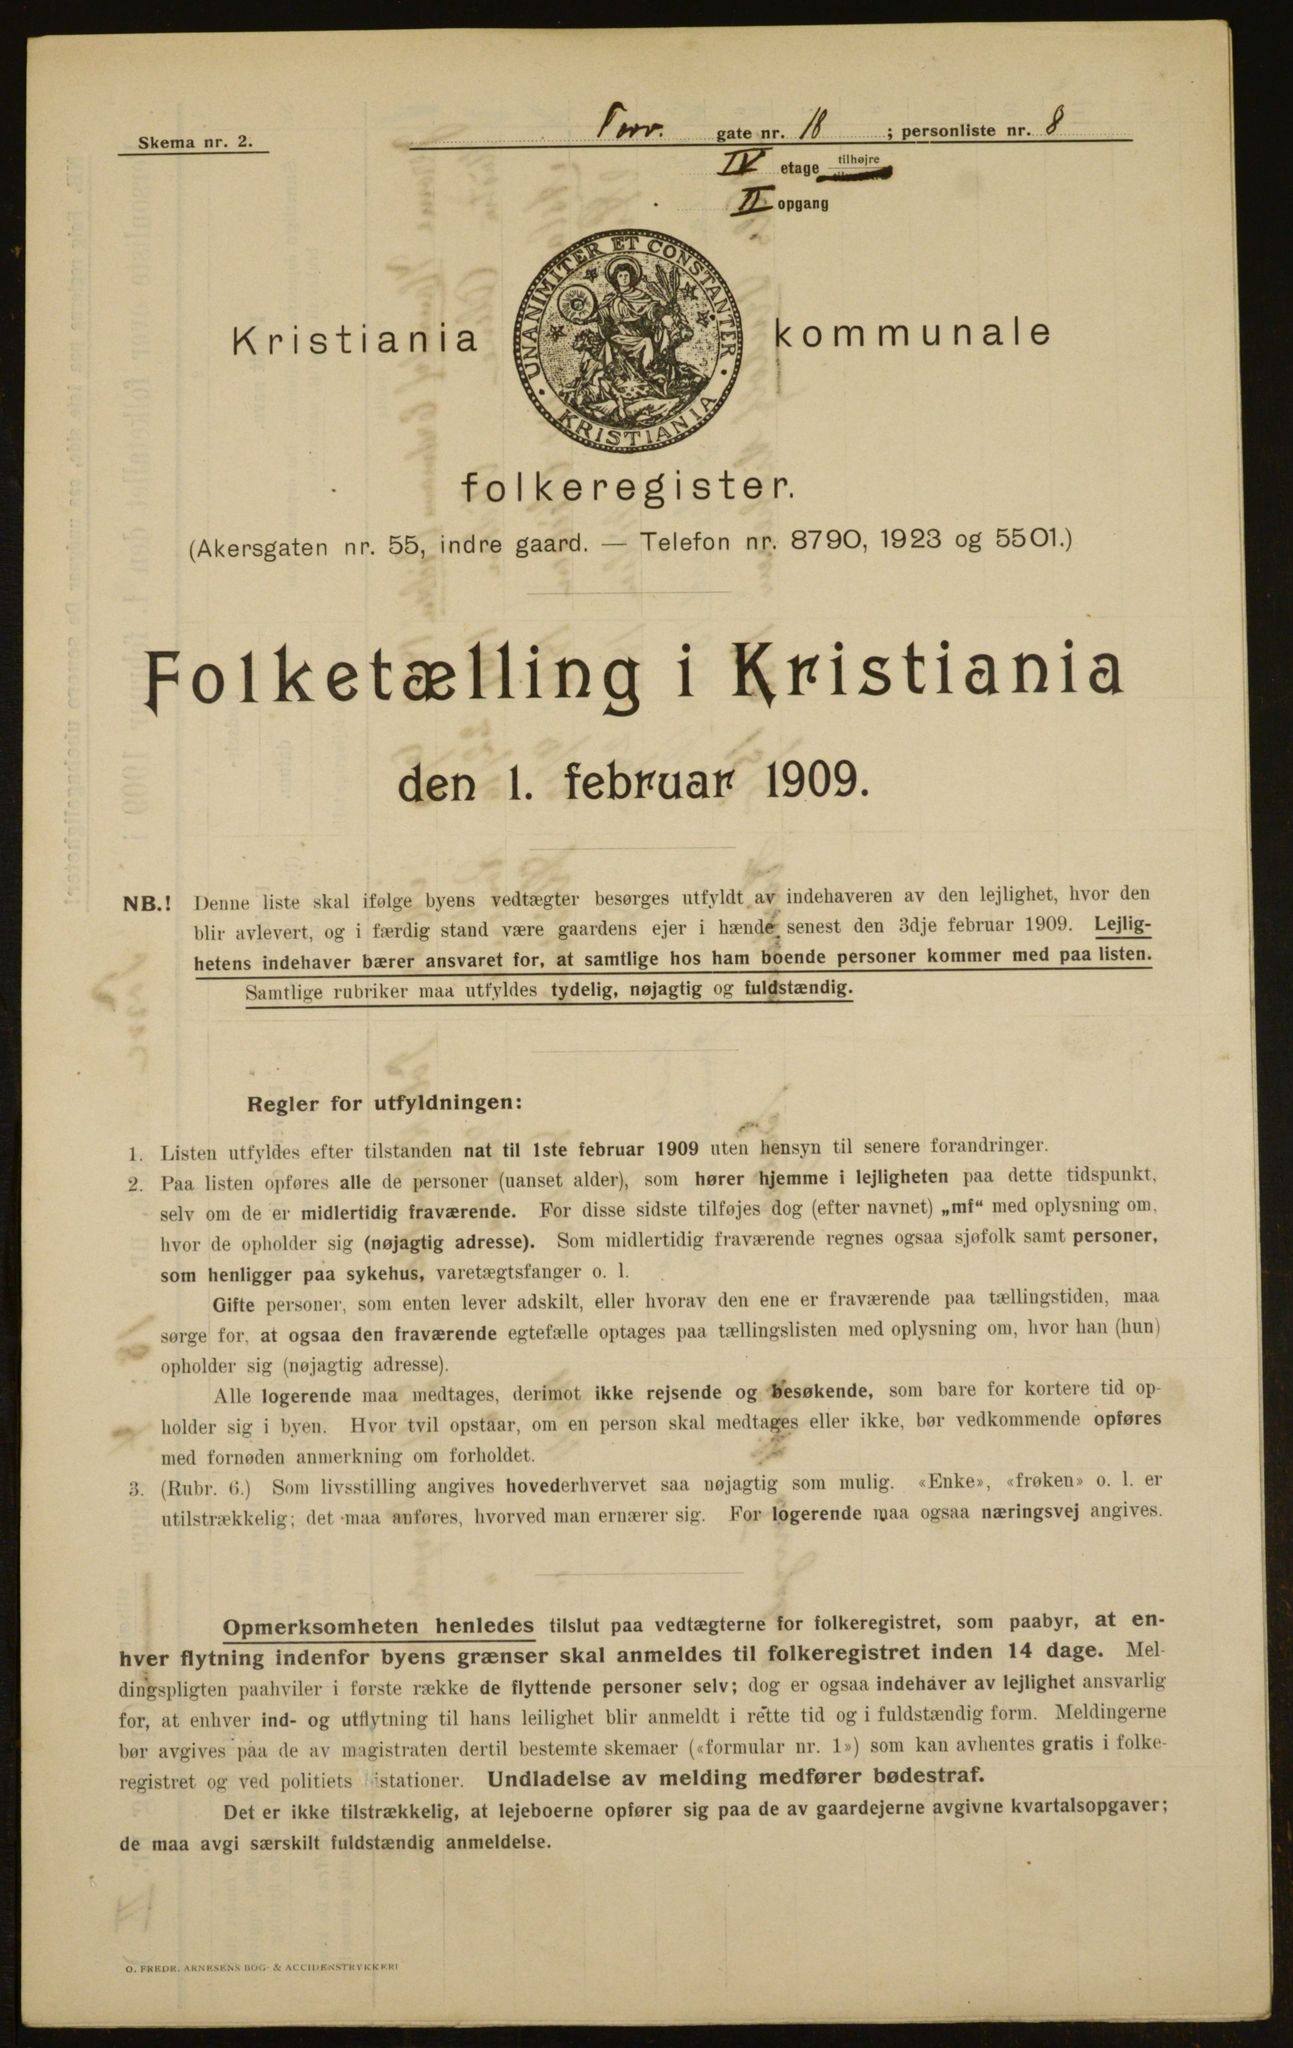 Skema nr. 2.
Torv. gate nr. 18 ; personliste nr. 8
IV etage tilhøjre
II opgang
UNANIMITER ET CONSTANTER
KRISTIANIA
Kristiania kommunale
folkeregister.
(Akersgaten nr. 55, indre gaard. — Telefon nr. 8790, 1923 og 5501.)
Folketælling i Kristiania
den 1. februar 1909.
NB.! Denne liste skal ifølge byens vedtægter besørges utfyldt av indehaveren av den lejlighet, hvor den
blir avlevert, og i færdig stand være gaardens ejer i hænde senest den 3dje februar 1909. Lejlig-
hetens indehaver bærer ansvaret for, at samtlige hos ham boende personer kommer med paa listen.
Samtlige rubriker maa utfyldes tydelig, nøjagtig og fuldstændig.
Regler for utfyldningen:
1. Listen utfyldes efter tilstanden nat til 1ste februar 1909 uten hensyn til senere forandringer.
2. Paa listen opføres alle de personer (uanset alder), som hører hjemme i lejligheten paa dette tidspunkt,
selv om de er midlertidig fraværende. For disse sidste tilføjes dog (efter navnet) „mf“ med oplysning om,
hvor de opholder sig (nøjagtig adresse). Som midlertidig fraværende regnes ogsaa sjøfolk samt personer,
som henligger paa sykehus, varetægtsfanger o. l.
Gifte personer, som enten lever adskilt, eller hvorav den ene er fraværende paa tællingstiden, maa
sørge for, at ogsaa den fraværende egtefælle optages paa tællingslisten med oplysning om, hvor han (hun)
opholder sig (nøjagtig adresse).
Alle logerende maa medtages, derimot ikke rejsende og besøkende, som bare for kortere tid op-
holder sig i byen. Hvor tvil opstaar, om en person skal medtages eller ikke, bør vedkommende opføres
med fornøden anmerkning om forholdet.
3. (Rubr. 6.) Som livsstilling angives hovederhvervet saa nøjagtig som mulig. «Enke», «frøken» o. l. er
utilstrækkelig; det maa anføres, hvorved man ernærer sig. For logerende maa ogsaa næringsvej angives.
Opmerksomheten henledes tilslut paa vedtægterne for folkeregistret, som paabyr, at en-
hver flytning indenfor byens grænser skal anmeldes til folkeregistret inden 14 dage. Mel-
dingspligten paahviler i første række de flyttende personer selv; dog er ogsaa indehaver av lejlighet ansvarlig
for, at enhver ind- og utflytning til hans leilighet blir anmeldt i rette tid og i fuldstændig form. Meldingerne
bør avgives paa de av magistraten dertil bestemte skemaer («formular nr. 1») som kan avhentes gratis i folke-
registret og ved politiets stationer. Undladelse av melding medfører bødestraf.
Det er ikke tilstrækkelig, at lejeboerne opfører sig paa de av gaardejerne avgivne kvartalsopgaver;
de maa avgi særskilt fuldstændig anmeldelse.
O. FREDR. ARNESENS BOG- & ACCIDENSTRYKKERI